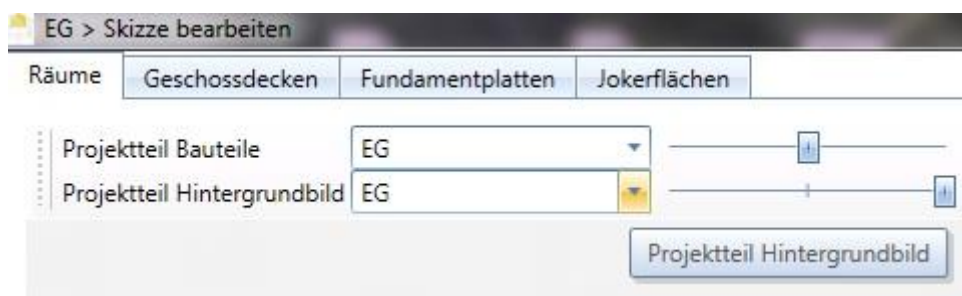 EG > Skizze bearbeiten
Räume Geschossdecken Fundamentplatten Jokerflächen
Projektteil Bauteile EG
Projektteil Hintergrundbild EG
Projektteil Hintergrundbild